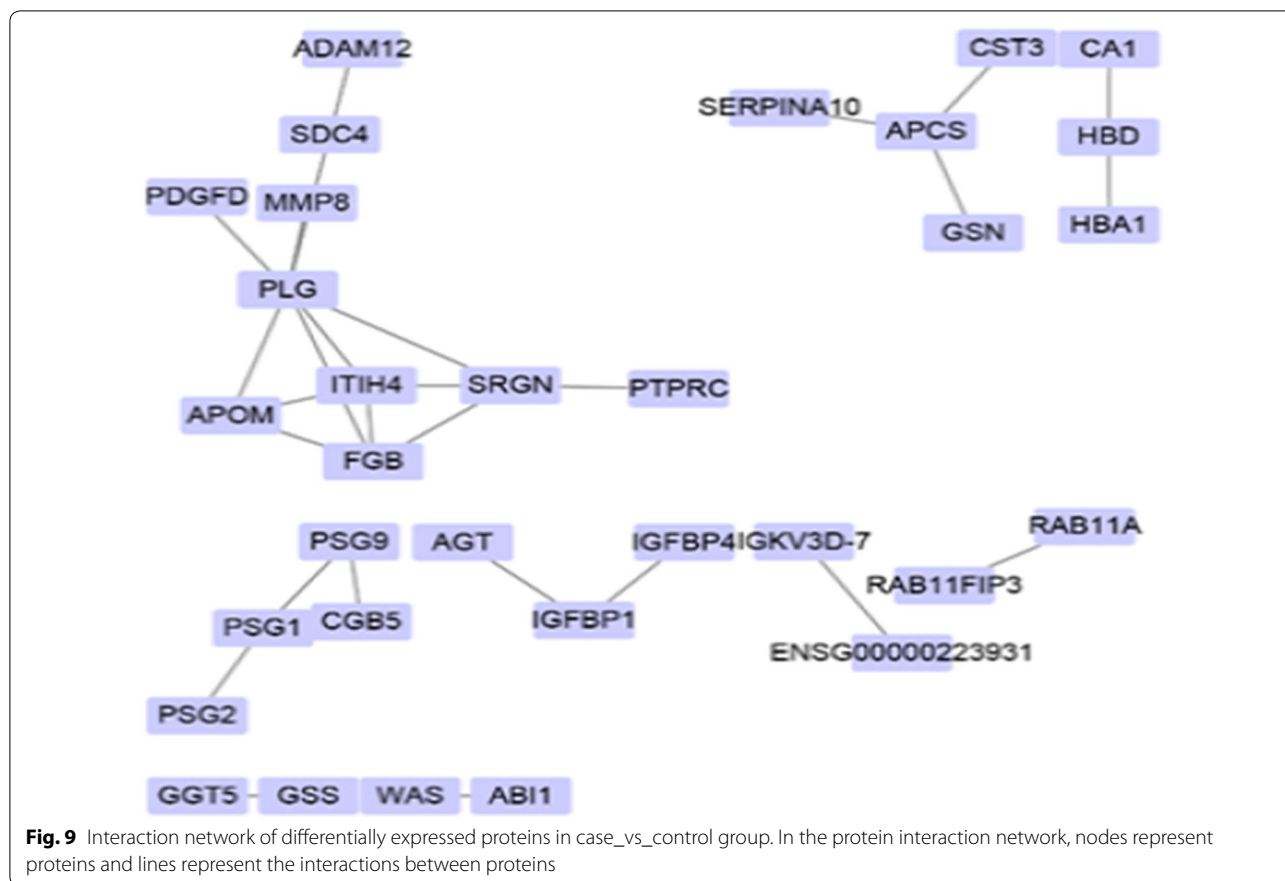 ADAM12
CST3 CA1
SERPINA10
SDC4
APCS
HBD
PDGFD
MMP8
HBA1
GSN
PLG
ITIH4
SRGN
PTPRC
APOM
FGB
RAB11A
PSG9
AGT
IGFBP4
IGKV3D-7
RAB11FIP3
PSG1
CGB5
IGFBP1
ENSG00000223931
PSG2
GGT5 GSS WAS ABI1
Fig. 9 Interaction network of differentially expressed proteins in case_vs_control group. In the protein interaction network, nodes represent
proteins and lines represent the interactions between proteins